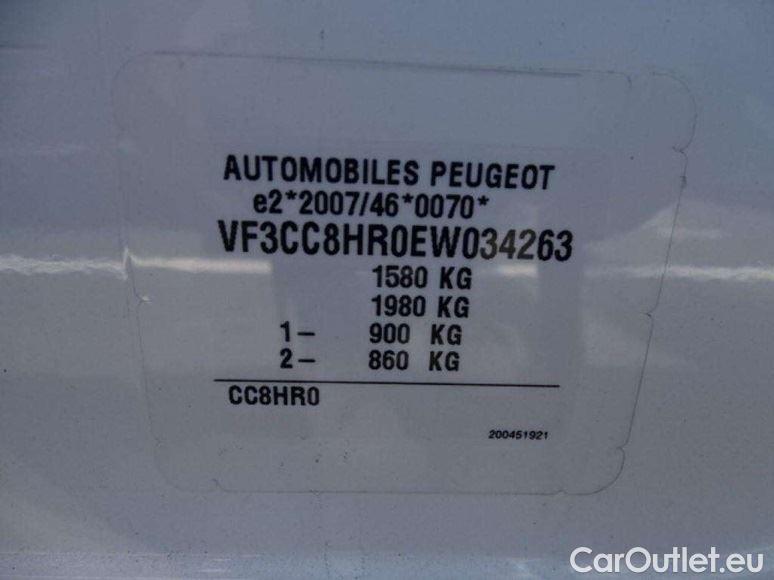 AUTOMOBILES PEUGEOT
e2*2007/46*0070*
VF3CC8HR0EW034263
1580 KG
1980 KG
1- 900 KG
2- 860 KG
CC8HR0
200451921
CarOutlet.eu